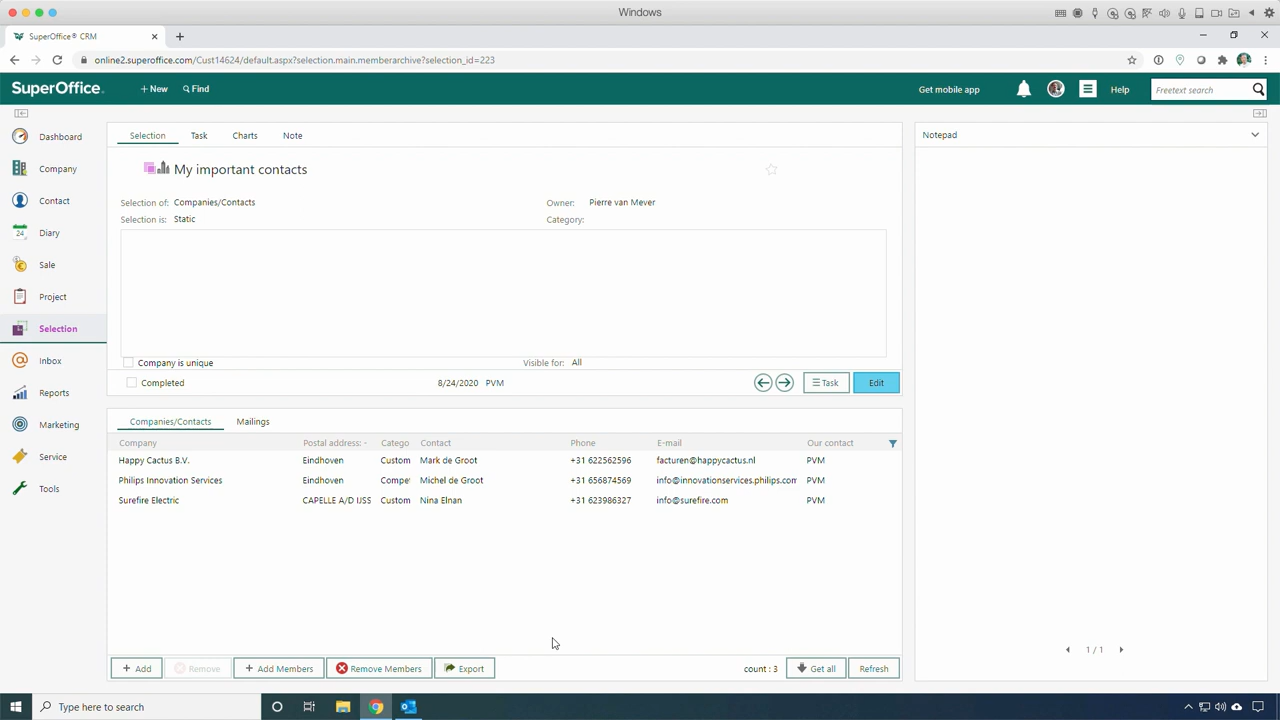 Windows
SuperOffice® CRM
online2.superoffice.com/Cust14624/default.aspx?selection.main.memberarchive?selection_id=223
SuperOffice.
+ New
Find
Get mobile app
Help
Freetext search
Dashboard
Company
Contact
24
Diary
Sale
Project
Selection
Inbox
Reports
Marketing
Service
Tools
Selection Task Charts Note
My important contacts
Selection of: Companies/Contacts
Owner: Pierre van Mever
Selection is: Static
Category:
Company is unique
Visible for: All
Completed
8/24/2020 PVM
Task
Edit
Companies/Contacts Mailings
Company Postal address: - Catego Contact Phone E-mail Our contact
Happy Cactus B.V. Eindhoven Custom Mark de Groot +31 622562596 facturen@happycactus.nl PVM
Philips Innovation Services Eindhoven Compe Michel de Groot +31 656874569 info@innovationservices.philips.com PVM
Surefire Electric CAPELLE A/D IJSS Custom Nina Elnan +31 623986327 info@surefire.com PVM
+ Add
Remove
+ Add Members
Remove Members
Export
count : 3
Get all
Refresh
Notepad
1 / 1
Type here to search